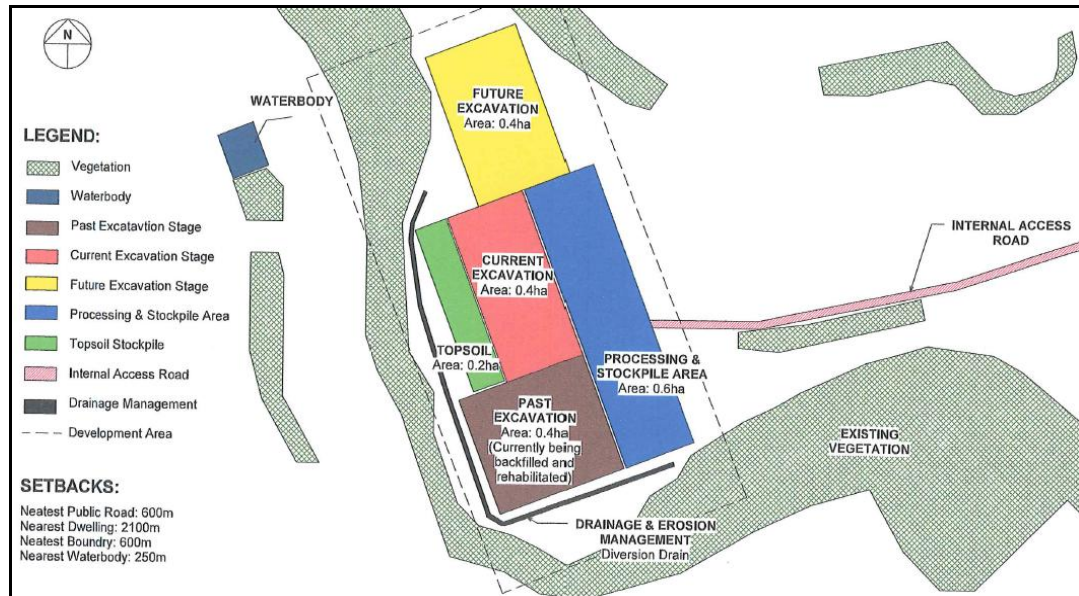 N
WATERBODY
LEGEND:
Vegetation
Waterbody
Past Excatavtion Stage
Current Excavation Stage
Future Excavation Stage
Processing & Stockpile Area
Topsoil Stockpile
Internal Access Road
Drainage Management
Development Area
SETBACKS:
Neatest Public Road: 600m
Nearest Dwelling: 2100m
Neatest Boundry: 600m
Nearest Waterbody: 250m
FUTURE
EXCAVATION
Area: 0.4ha
CURRENT
EXCAVATION
Area: 0.4ha
TOPSOIL
Area: 0.2ha
PROCESSING &
STOCKPILE AREA
Area: 0.6ha
PAST
EXCAVATION
Area: 0.4ha
(Currently being
backfilled and
rehabilitated)
INTERNAL ACCESS
ROAD
EXISTING
VEGETATION
DRAINAGE & EROSION
MANAGEMENT
Diversion Drain